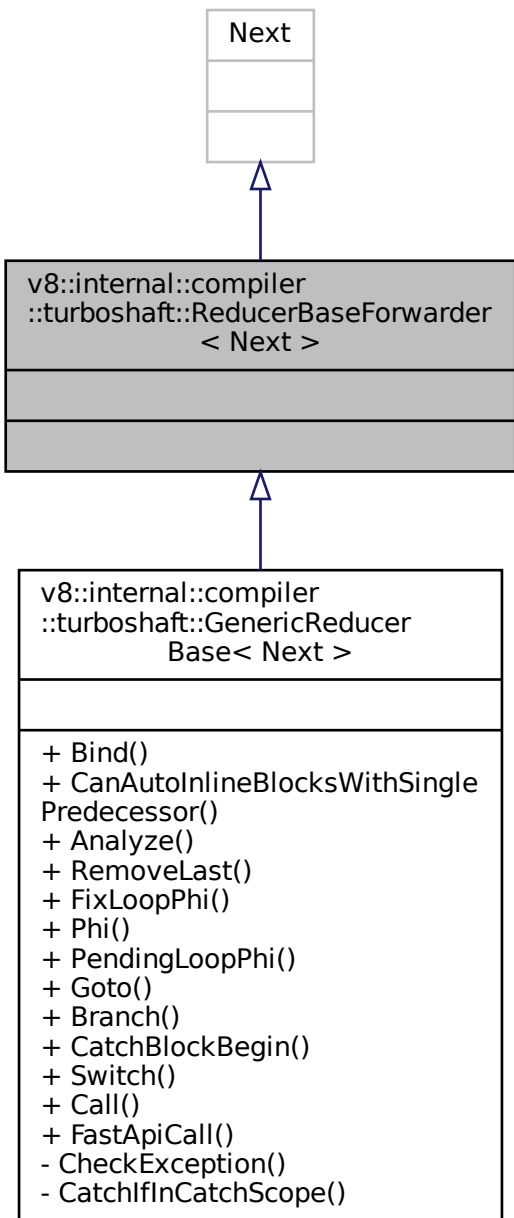 Next
v8::internal::compiler
::turboshaft::ReducerBaseForwarder
< Next >
v8::internal::compiler
::turboshaft::GenericReducer
Base< Next >
+ Bind()
+ CanAutoInlineBlocksWithSingle
Predecessor()
+ Analyze()
+ RemoveLast()
+ FixLoopPhi()
+ Phi()
+ PendingLoopPhi()
+ Goto()
+ Branch()
+ CatchBlockBegin()
+ Switch()
+ Call()
+ FastApiCall()
- CheckException()
- CatchIfInCatchScope()